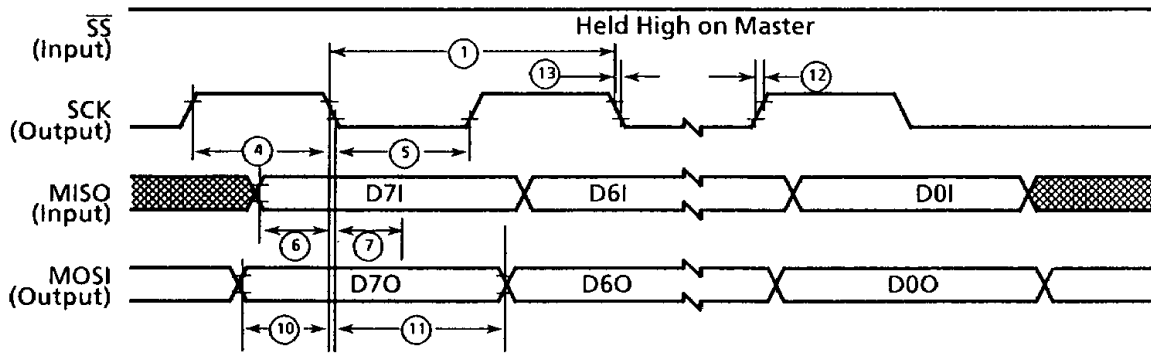 SS
(Input)
Held High on Master
1
13
12
SCK
(Output)
4
5
MISO
(Input)
D7I
D6I
D0I
6
7
MOSI
(Output)
D7O
D6O
D0O
10
11